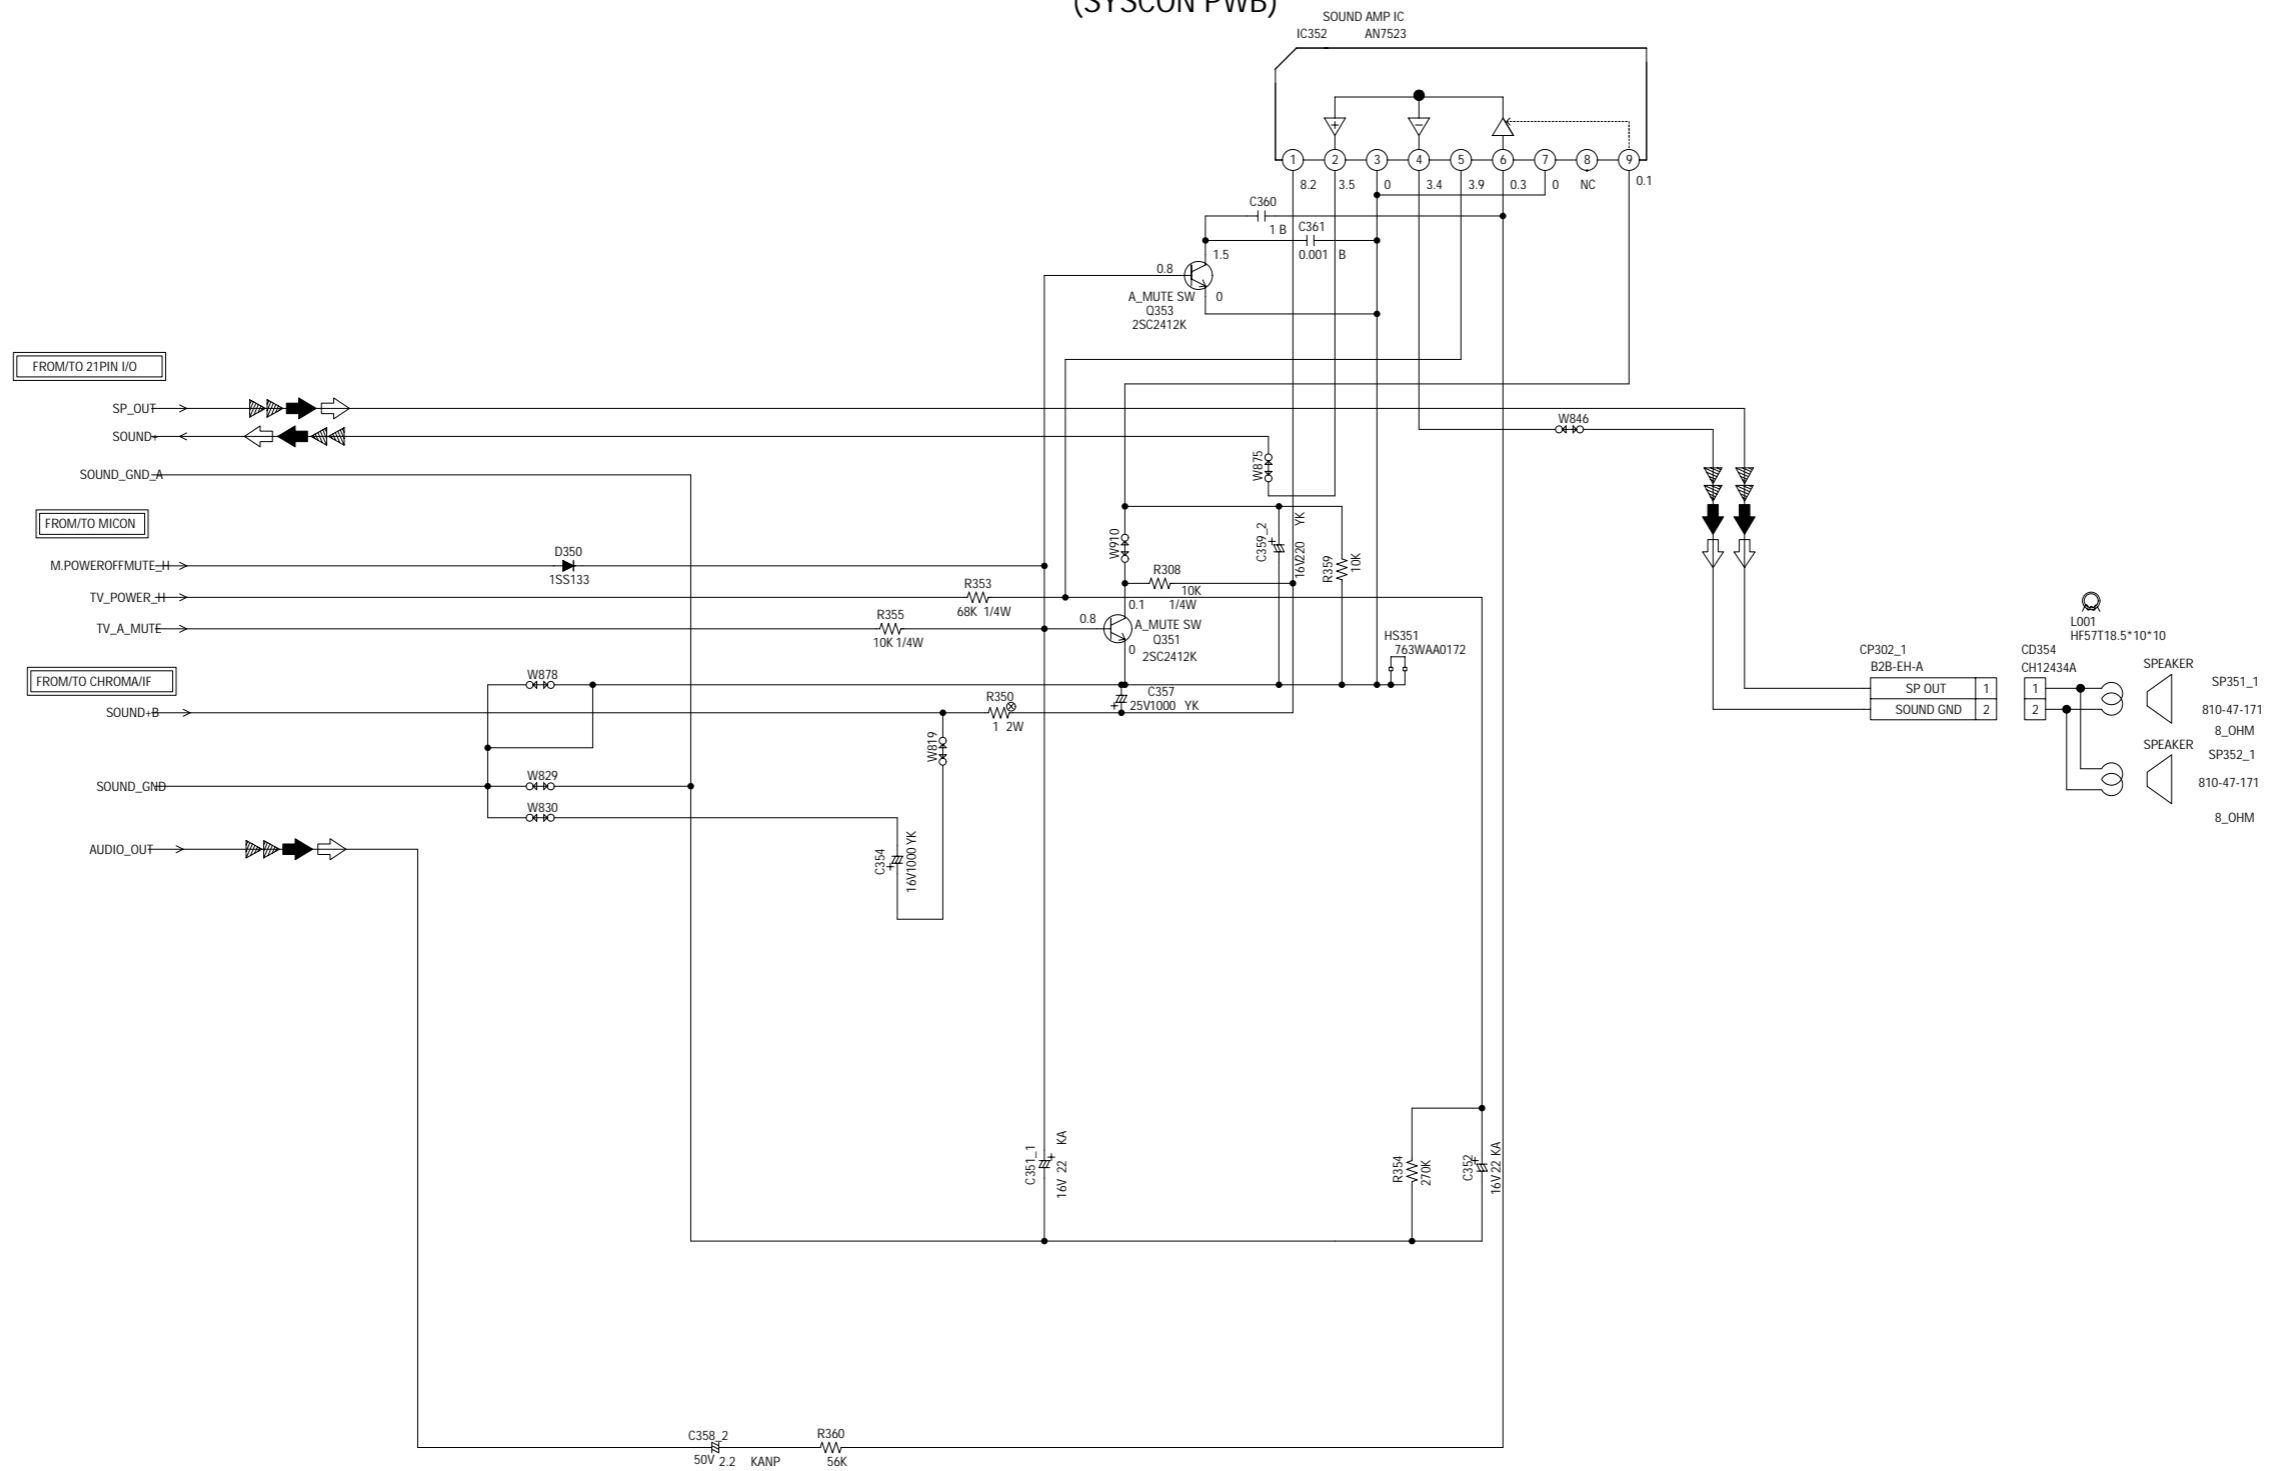 (SYSCON PWB)
SOUND AMP IC
IC352 AN7523
+
-
1 2 3 4 5 6 7 8 9
8.2 3.5 0 3.4 3.9 0.3 0 NC 0.1
C360
1 B
C361
0.001 B
1.5
0.8
A_MUTE SW 0
Q353
2SC2412K
FROM/TO 21PIN I/O
SP_OUT
SOUND+
SOUND_GND_A
W846
W875
FROM/TO MICON
M.POWEROFFMUTE_H
D350
1SS133
TV_POWER_H
R353
68K 1/4W
TV_A_MUTE
R355
10K 1/4W
W910
R308
10K
1/4W
C359_2
16V220 YK
R359
10K
0.1
0.8
A_MUTE SW
Q351
0
2SC2412K
HS351
763WAA0172
FROM/TO CHROMA/IF
W878
SOUND+B
R350
1 2W
C357
25V1000 YK
W819
SOUND_GND
W829
W830
C354
16V1000 YK
AUDIO_OUT
L001
HF57T18.5*10*10
CP302_1
B2B-EH-A
SP OUT 1
SOUND GND 2
CD354
CH12434A
1
2
SPEAKER
SP351_1
810-47-171
8_OHM
SPEAKER
SP352_1
810-47-171
8_OHM
C351_1
16V 22 KA
R354
270K
C352
16V 22 KA
C358_2
50V 2.2 KANP
R360
56K